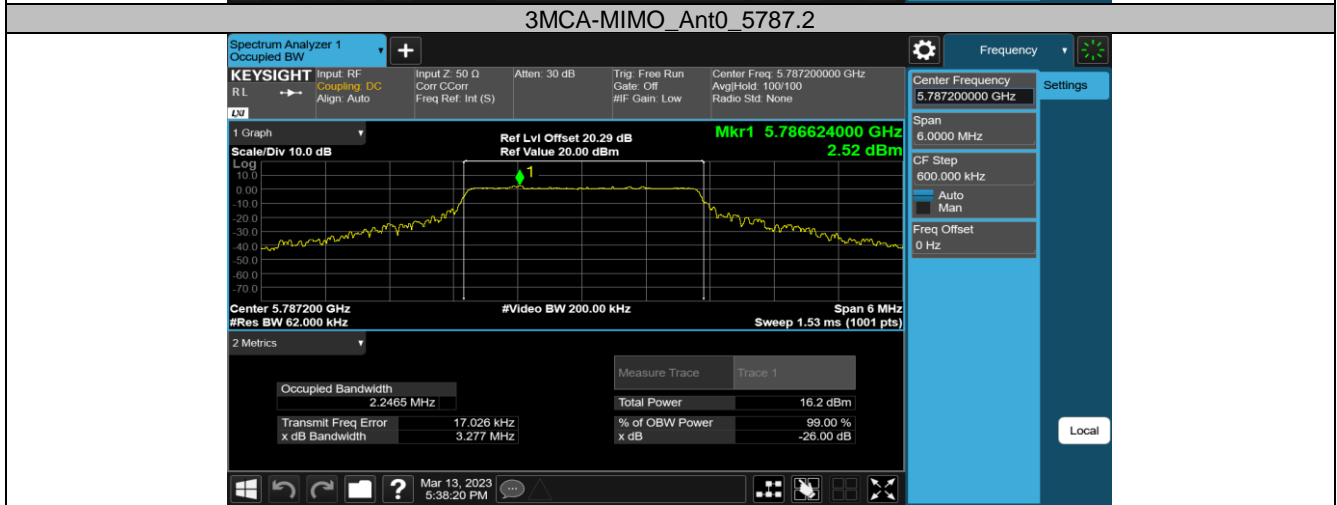 3MCA-MIMO_Ant0_5787.2
Spectrum Analyzer 1
Occupied BW
+
Frequency
KEYSIGHT Input: RF Input Z: 50 Ω Atten: 30 dB Trig: Free Run Center Freq: 5.787200000 GHz
RL Coupling: DC Corr CCorr Gate: Off Avg|Hold: 100/100
Align: Auto Freq Ref: Int (S) #IF Gain: Low Radio Std: None
LXI
Center Frequency
5.787200000 GHz
Settings
Span
6.0000 MHz
CF Step
600.000 kHz
Auto
Man
Freq Offset
0 Hz
Local
1 Graph
Ref Lvl Offset 20.29 dB
Mkr1 5.786624000 GHz
Scale/Div 10.0 dB
Ref Value 20.00 dBm
2.52 dBm
Log
10.0
0.00
-10.0
-20.0
-30.0
-40.0
-50.0
-60.0
-70.0
1
Center 5.787200 GHz #Video BW 200.00 kHz Span 6 MHz
#Res BW 62.000 kHz Sweep 1.53 ms (1001 pts)
2 Metrics
Measure Trace Trace 1
Occupied Bandwidth
2.2465 MHz
Total Power 16.2 dBm
Transmit Freq Error 17.026 kHz % of OBW Power 99.00 %
x dB Bandwidth 3.277 MHz x dB -26.00 dB
?
Mar 13, 2023
5:38:20 PM